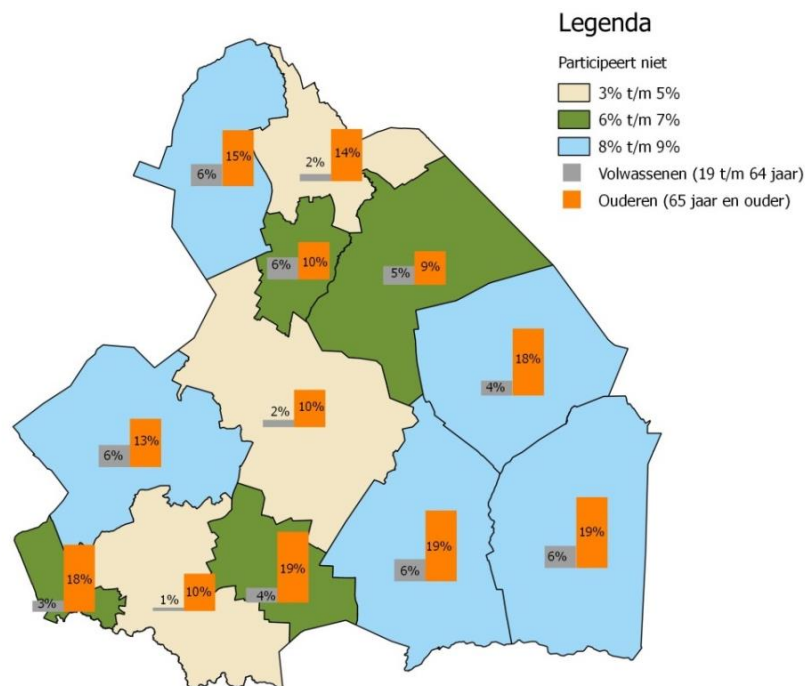 Legenda
Participeert niet
3% t/m 5%
6% t/m 7%
8% t/m 9%
Volwassenen (19 t/m 64 jaar)
Ouderen (65 jaar en ouder)
6% 15%
2% 14%
6% 10%
5% 9%
4% 18%
2% 10%
6% 13%
6% 19%
6% 19%
3% 18%
1% 10%
4% 19%